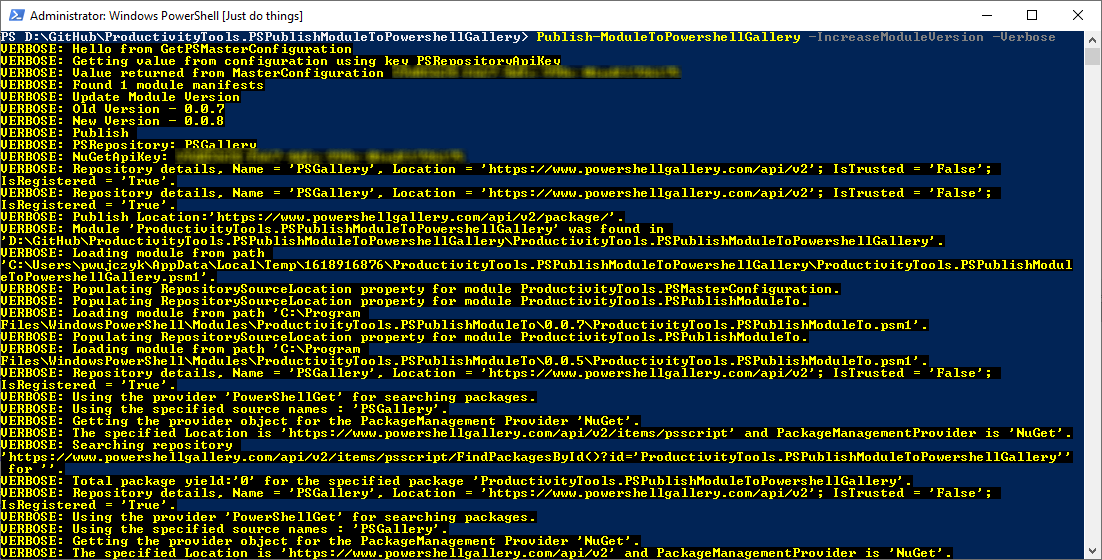 Administrator: Windows PowerShell [Just do things]
PS D:\GitHub\ProductivityTools.PSPublishModuleToPowershellGallery> Publish-ModuleToPowershellGallery -IncreaseModuleVersion -Verbose
VERBOSE: Hello from GetPSMasterConfiguration
VERBOSE: Getting value from configuration using key PSRepositoryApiKey
VERBOSE: Value returned from MasterConfiguration
VERBOSE: Found 1 module manifests
VERBOSE: Update Module Version
VERBOSE: Old Version - 0.0.7
VERBOSE: New Version - 0.0.8
VERBOSE: Publish
VERBOSE: PSRepository: PSGallery
VERBOSE: NuGetApiKey:
VERBOSE: Repository details, Name = 'PSGallery', Location = 'https://www.powershellgallery.com/api/v2'; IsTrusted = 'False';
IsRegistered = 'True'.
VERBOSE: Repository details, Name = 'PSGallery', Location = 'https://www.powershellgallery.com/api/v2'; IsTrusted = 'False';
IsRegistered = 'True'.
VERBOSE: Publish Location:'https://www.powershellgallery.com/api/v2/package/'.
VERBOSE: Module 'ProductivityTools.PSPublishModuleToPowershellGallery' was found in
'D:\GitHub\ProductivityTools.PSPublishModuleToPowershellGallery\ProductivityTools.PSPublishModuleToPowershellGallery'.
VERBOSE: Loading module from path
'C:\Users\pwujczyk\AppData\Local\Temp\1618916876\ProductivityTools.PSPublishModuleToPowershellGallery\ProductivityTools.PSPublishModul
eToPowershellGallery.psm1'.
VERBOSE: Populating RepositorySourceLocation property for module ProductivityTools.PSMasterConfiguration.
VERBOSE: Populating RepositorySourceLocation property for module ProductivityTools.PSPublishModuleTo.
VERBOSE: Loading module from path 'C:\Program
Files\WindowsPowerShell\Modules\ProductivityTools.PSPublishModuleTo\0.0.7\ProductivityTools.PSPublishModuleTo.psm1'.
VERBOSE: Populating RepositorySourceLocation property for module ProductivityTools.PSPublishModuleTo.
VERBOSE: Loading module from path 'C:\Program
Files\WindowsPowerShell\Modules\ProductivityTools.PSPublishModuleTo\0.0.5\ProductivityTools.PSPublishModuleTo.psm1'.
VERBOSE: Repository details, Name = 'PSGallery', Location = 'https://www.powershellgallery.com/api/v2'; IsTrusted = 'False';
IsRegistered = 'True'.
VERBOSE: Using the provider 'PowerShellGet' for searching packages.
VERBOSE: Using the specified source names : 'PSGallery'.
VERBOSE: Getting the provider object for the PackageManagement Provider 'NuGet'.
VERBOSE: The specified Location is 'https://www.powershellgallery.com/api/v2/items/psscript' and PackageManagementProvider is 'NuGet'.
VERBOSE: Searching repository
'https://www.powershellgallery.com/api/v2/items/psscript/FindPackagesById()?id='ProductivityTools.PSPublishModuleToPowershellGallery''
for ''.
VERBOSE: Total package yield:'0' for the specified package 'ProductivityTools.PSPublishModuleToPowershellGallery'.
VERBOSE: Repository details, Name = 'PSGallery', Location = 'https://www.powershellgallery.com/api/v2'; IsTrusted = 'False';
IsRegistered = 'True'.
VERBOSE: Using the provider 'PowerShellGet' for searching packages.
VERBOSE: Using the specified source names : 'PSGallery'.
VERBOSE: Getting the provider object for the PackageManagement Provider 'NuGet'.
VERBOSE: The specified Location is 'https://www.powershellgallery.com/api/v2' and PackageManagementProvider is 'NuGet'.